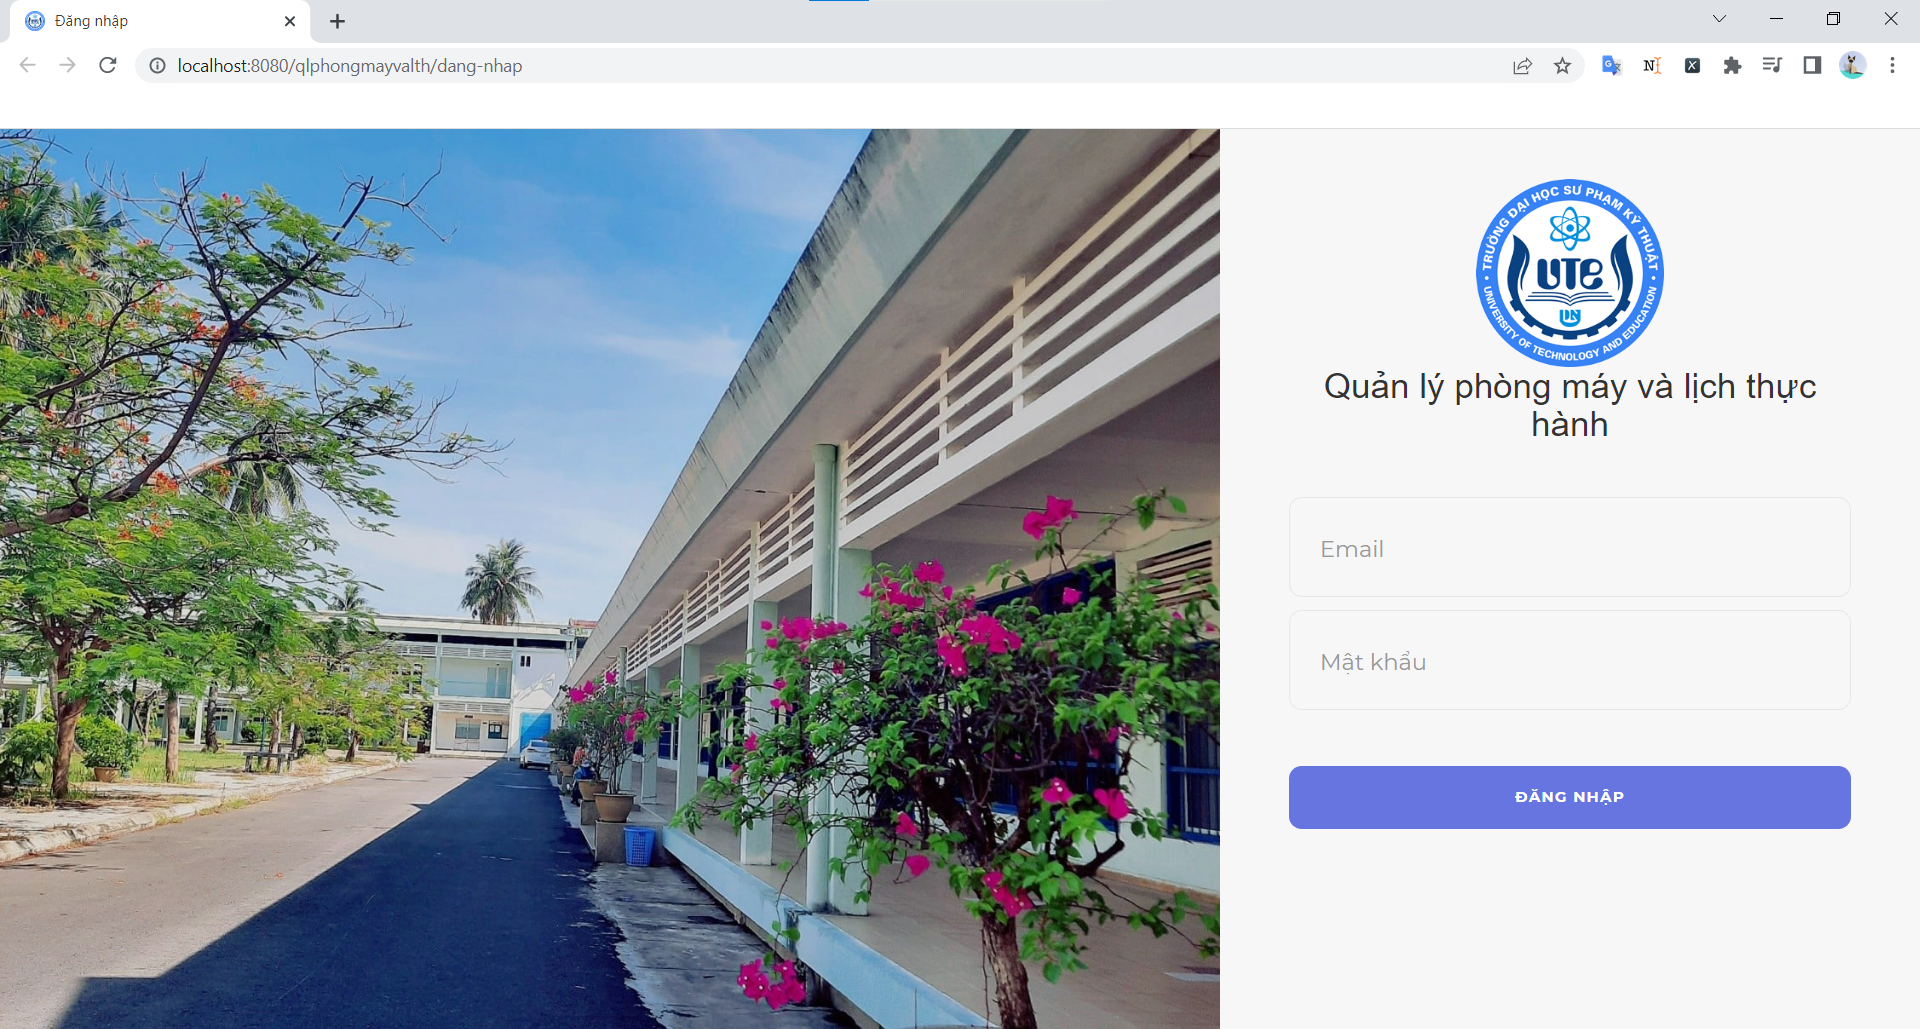 Đăng nhập
localhost:8080/qlphongmayvalth/dang-nhap
TRƯỜNG ĐẠI HỌC SƯ PHẠM KỸ THUẬT
UTE
ĐN
UNIVERSITY OF TECHNOLOGY AND EDUCATION
Quản lý phòng máy và lịch thực
hành
Email
Mật khẩu
ĐĂNG NHẬP